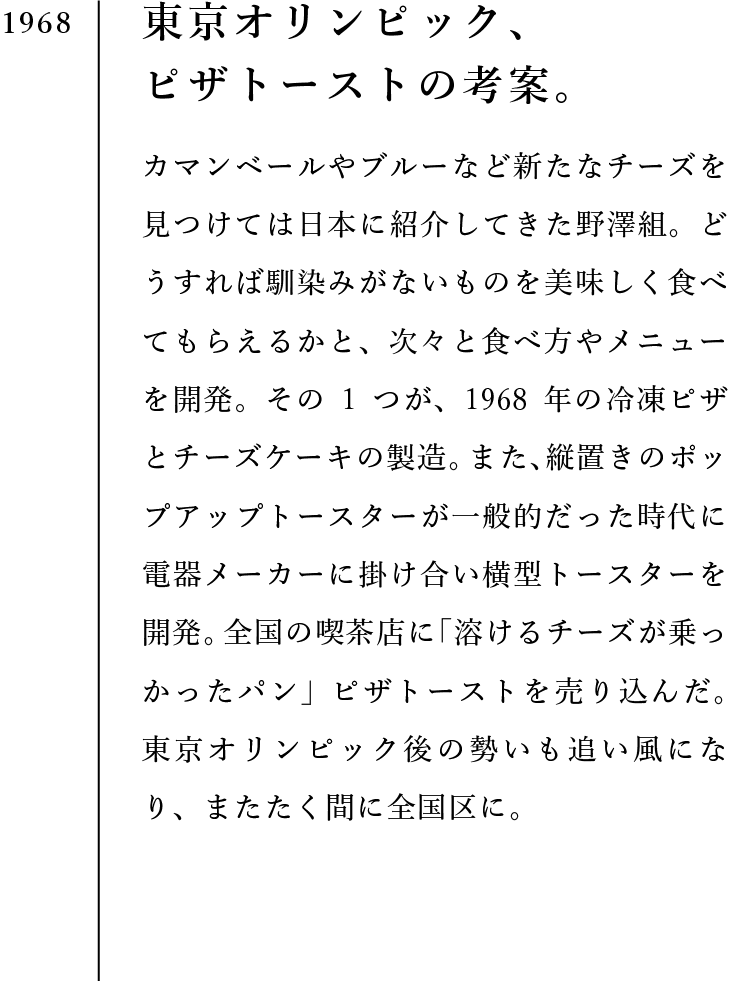 1968
東京オリンピック、
ピザトーストの考案。
カマンベールやブルーなど新たなチーズを
見つけては日本に紹介してきた野澤組。ど
うすれば馴染みがないものを美味しく食べ
てもらえるかと、次々と食べ方やメニュー
を開発。その 1 つが、1968 年の冷凍ピザ
とチーズケーキの製造。また、縦置きのポッ
プアップトースターが一般的だった時代に
電器メーカーに掛け合い横型トースターを
開発。全国の喫茶店に「溶けるチーズが乗っ
かったパン」ピザトーストを売り込んだ。
東京オリンピック後の勢いも追い風にな
り、またたく間に全国区に。